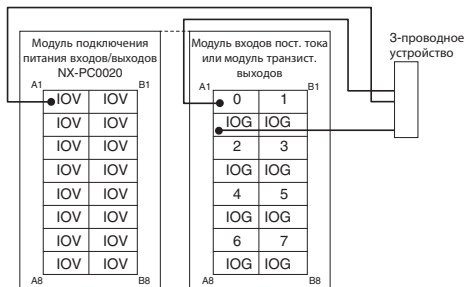 Модуль подключения
питания входов/выходов
NX-PC0020
A1 B1
IOV IOV
IOV IOV
IOV IOV
IOV IOV
IOV IOV
IOV IOV
IOV IOV
IOV IOV
A8 B8
Модуль входов пост. тока
или модуль транзист.
выходов
A1 B1
0 1
IOG IOG
2 3
IOG IOG
4 5
IOG IOG
6 7
IOG IOG
A8 B8
3-проводное
устройство